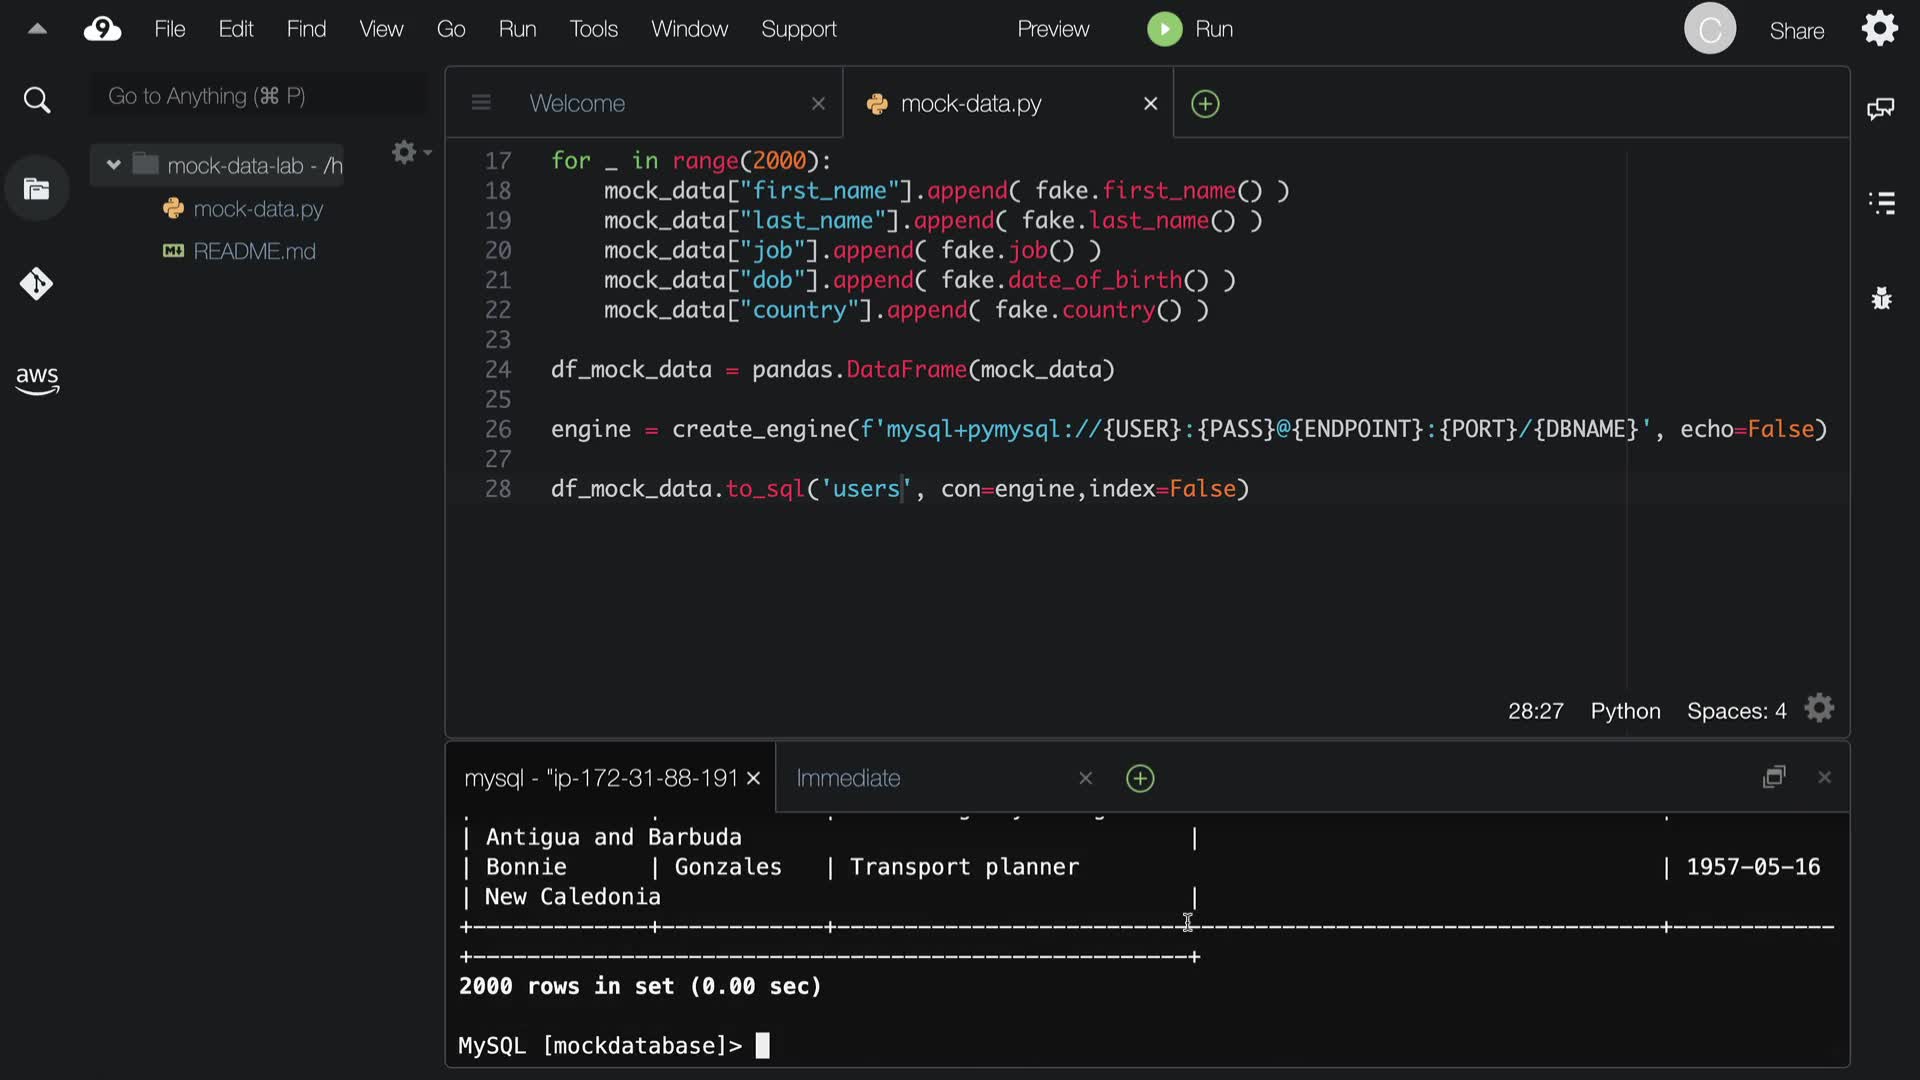 9 File Edit Find View Go Run Tools Window Support Preview Run C Share
Go to Anything (⌘ P)
mock-data-lab - /h
mock-data.py
README.md
aws
Welcome
mock-data.py
17 for _ in range(2000):
18 mock_data["first_name"].append( fake.first_name() )
19 mock_data["last_name"].append( fake.last_name() )
20 mock_data["job"].append( fake.job() )
21 mock_data["dob"].append( fake.date_of_birth() )
22 mock_data["country"].append( fake.country() )
23
24 df_mock_data = pandas.DataFrame(mock_data)
25
26 engine = create_engine(f'mysql+pymysql://{USER}:{PASS}@{ENDPOINT}:{PORT}/{DBNAME}', echo=False)
27
28 df_mock_data.to_sql('users', con=engine,index=False)
28:27 Python Spaces: 4
mysql - "ip-172-31-88-191 Immediate
| Antigua and Barbuda |
| Bonnie | Gonzales | Transport planner | 1957-05-16
| New Caledonia |
+-------------+------------+--------------------------------------------------------------+------------
+-----------------------------------------------------+
2000 rows in set (0.00 sec)
MySQL [mockdatabase]>